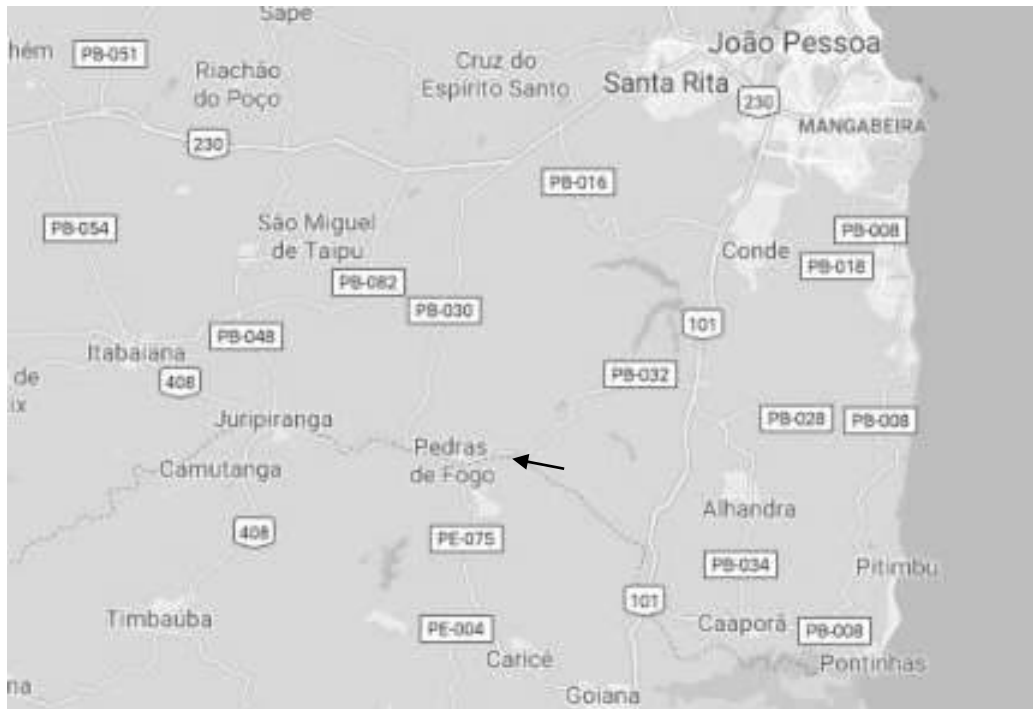 Sapé
João Pessoa
hém
PB-051
Riachão
do Poço
Cruz do
Espírito Santo
Santa Rita
230
MANGABEIRA
230
PB-016
PB-054
São Miguel
de Taipu
PB-008
Conde
PB-018
PB-082
PB-030
101
PB-048
Itabaiana
de
ix
408
PB-032
Juripiranga
PB-028
PB-008
Pedras
de Fogo
Camutanga
Alhandra
408
PE-075
PB-034
Pitimbu
101
Timbaúba
PE-004
Caaporã
PB-008
Caricé
Pontinhas
na
Goiana